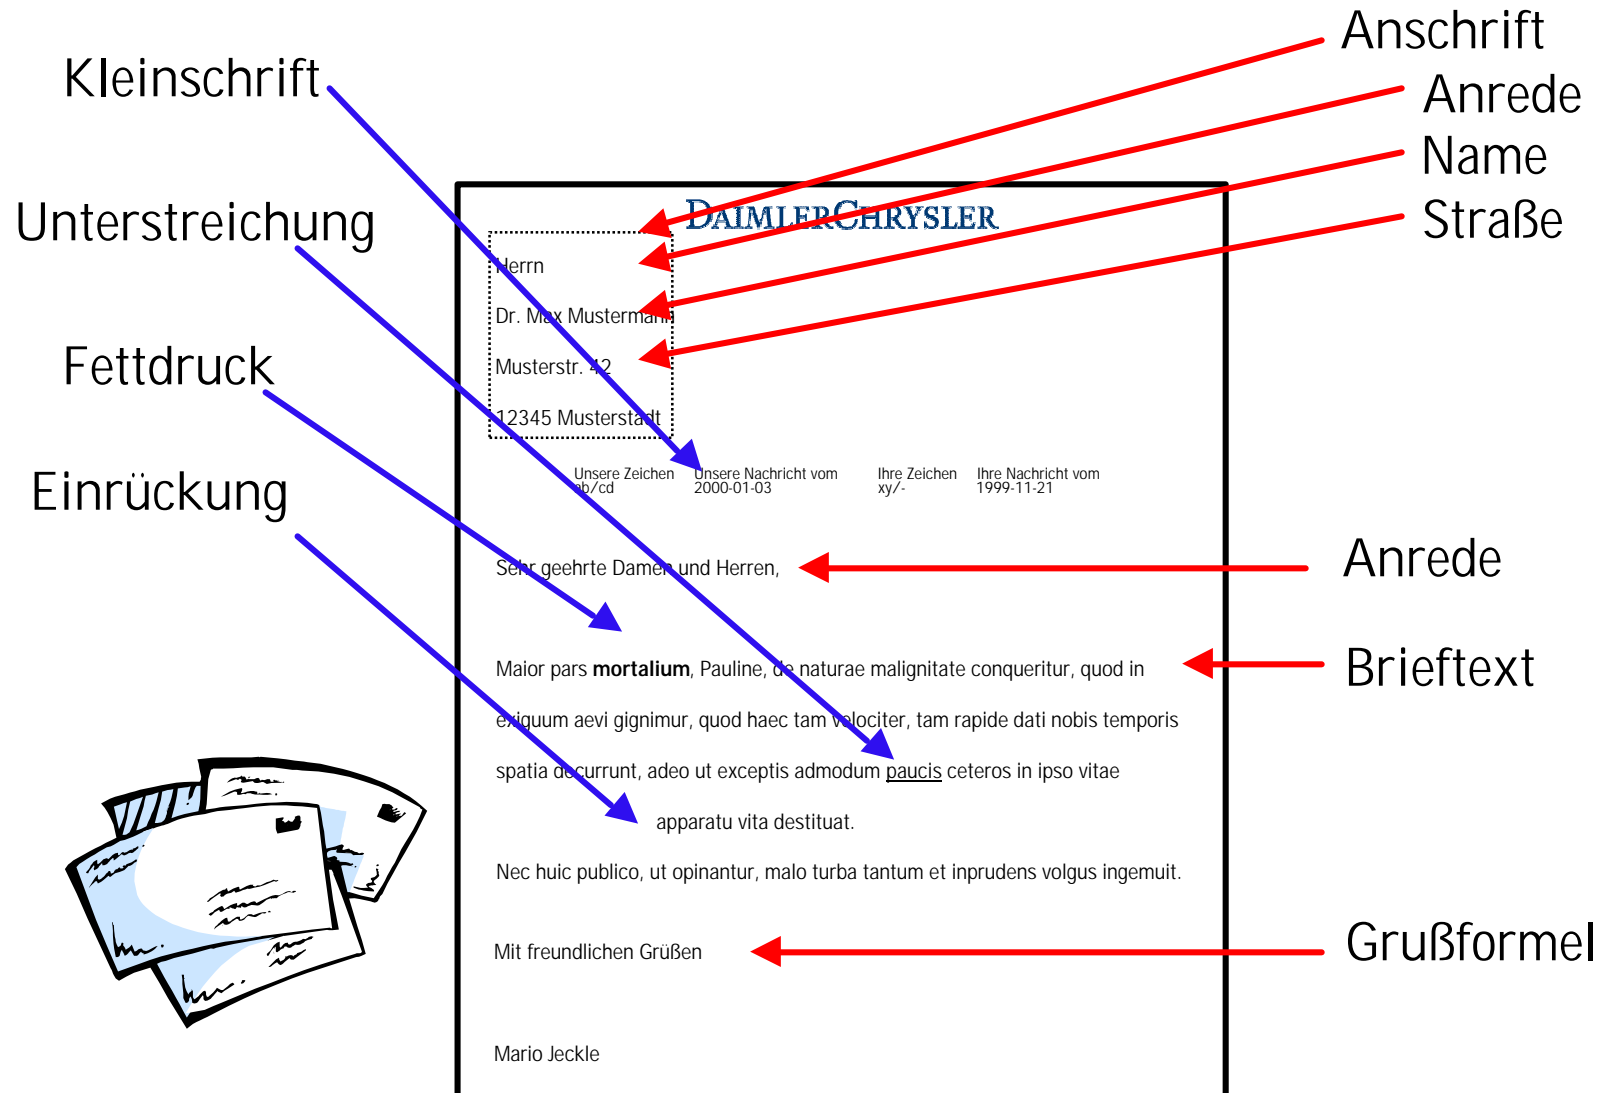 Anschrift
Kleinschrift
Anrede
Name
Unterstreichung
Straße
DAIMLERCHRYSLER
Herrn
Dr. Max Mustermann
Fettdruck
Musterstr. 42
12345 Musterstadt
Einrückung
Unsere Zeichen Unsere Nachricht vom Ihre Zeichen Ihre Nachricht vom
ab/cd 2000-01-03 xy/- 1999-11-21
Sehr geehrte Damen und Herren,
Anrede
Maior pars mortalium, Pauline, de naturae malignitate conqueritur, quod in
Brieftext
exiguum aevi gignimur, quod haec tam velociter, tam rapide dati nobis temporis
spatia decurrunt, adeo ut exceptis admodum paucis ceteros in ipso vitae
apparatu vita destituat.
Nec huic publico, ut opinantur, malo turba tantum et inprudens volgus ingemuit.
Mit freundlichen Grüßen
Grußformel
Mario Jeckle